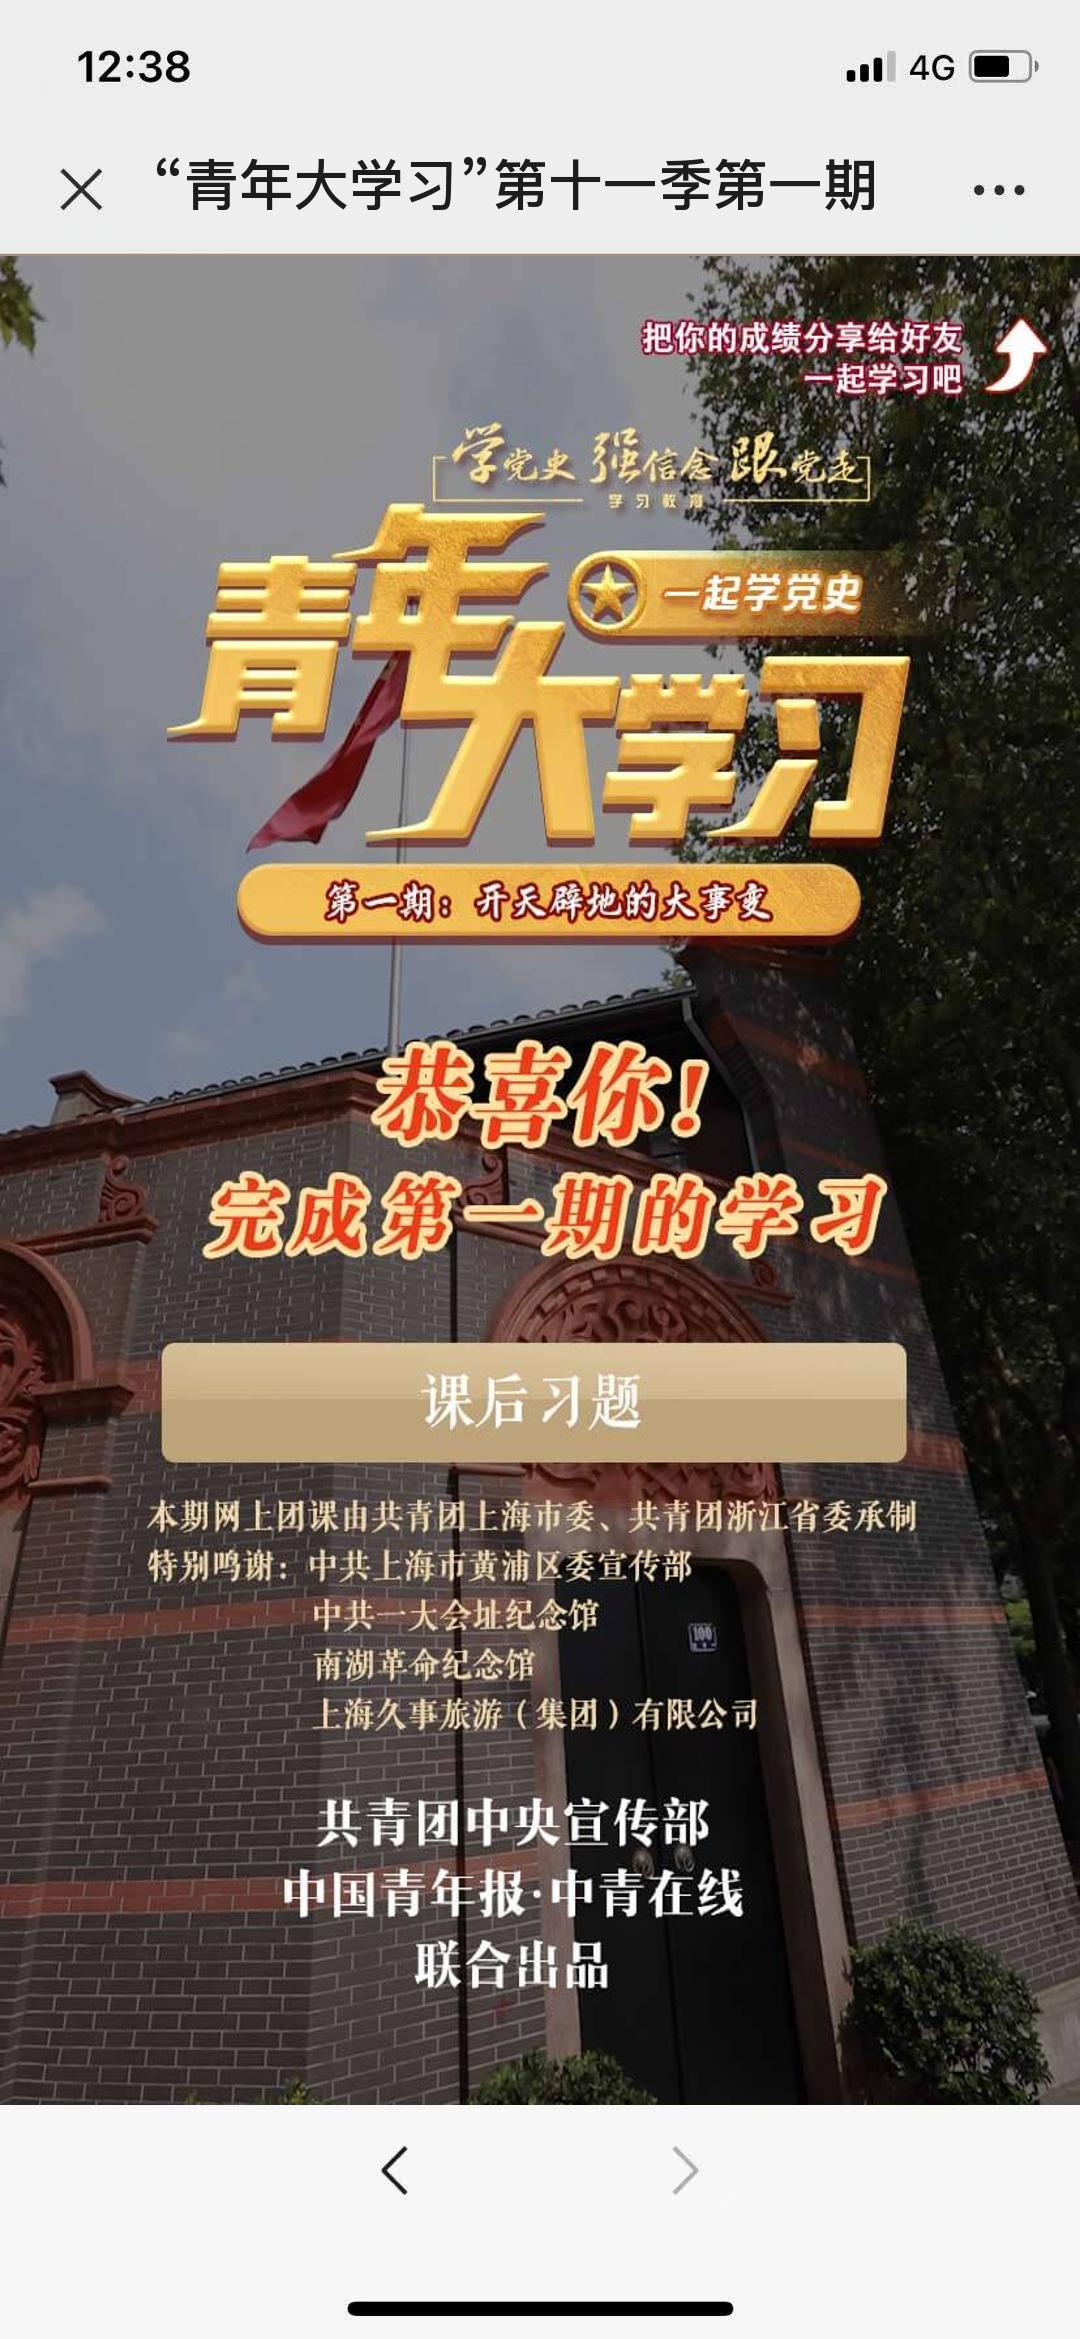 12:38
4G
“青年大学习”第十一季第一期
把你的成绩分享给好友
一起学习吧
学党史 强信念 跟党走
学习教育
青年大学习
一起学党史
第一期：开天辟地的大事变
恭喜你！
完成第一期的学习
课后习题
本期网上团课由共青团上海市委、共青团浙江省委承制
特别鸣谢：中共上海市黄浦区委宣传部
中共一大会址纪念馆
南湖革命纪念馆
上海久事旅游（集团）有限公司
100
共青团中央宣传部
中国青年报·中青在线
联合出品